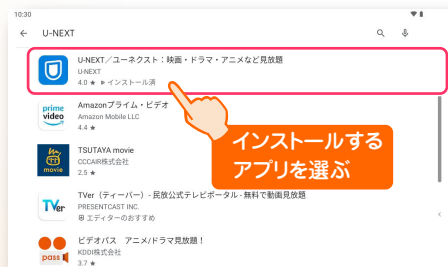 10:30
U-NEXT
U-NEXT／ユーネクスト：映画・ドラマ・アニメなど見放題
U-NEXT
4.0 ★ インストール済
prime video
Amazonプライム・ビデオ
Amazon Mobile LLC
4.4 ★
インストールする
アプリを選ぶ
movie
TSUTAYA movie
CCCAIR株式会社
2.5 ★
TVer
TVer（ティーバー）- 民放公式テレビポータル - 無料で動画見放題
PRESENTCAST INC.
エディターのおすすめ
pass
ビデオパス アニメ/ドラマ見放題！
KDDI株式会社
3.7 ★